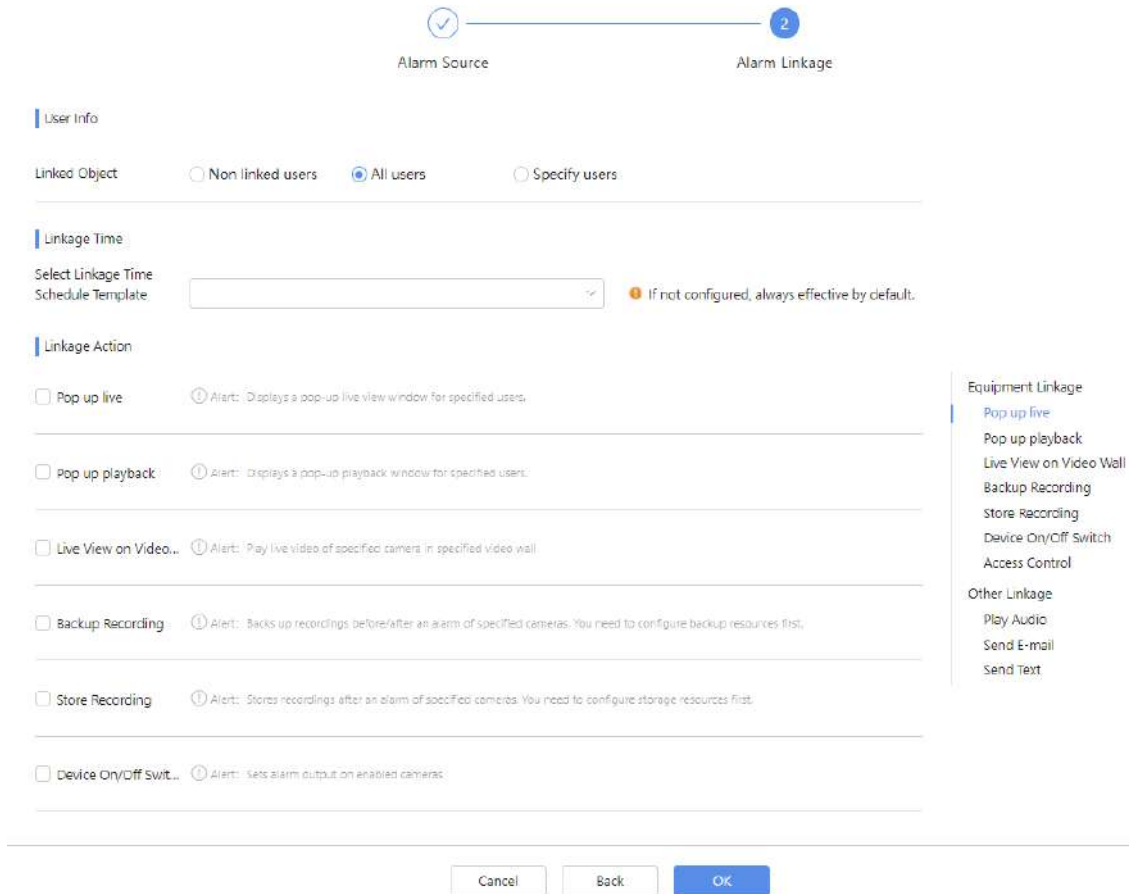 2
Alarm Source
Alarm Linkage
User Info
Linked Object
Non linked users
All users
Specify users
Linkage Time
Select Linkage Time
Schedule Template
If not configured, always effective by default.
Linkage Action
Pop up live
Alert: Displays a pop-up live view window for specified users.
Pop up playback
Alert: Displays a pop-up playback window for specified users.
Live View on Video...
Alert: Play live video of specified camera in specified video wall
Backup Recording
Alert: Backs up recordings before/after an alarm of specified cameras. You need to configure backup resources first.
Store Recording
Alert: Stores recordings after an alarm of specified cameras. You need to configure storage resources first.
Device On/Off Swit...
Alert: Sets alarm output on enabled cameras
Equipment Linkage
Pop up live
Pop up playback
Live View on Video Wall
Backup Recording
Store Recording
Device On/Off Switch
Access Control
Other Linkage
Play Audio
Send E-mail
Send Text
Cancel
Back
OK